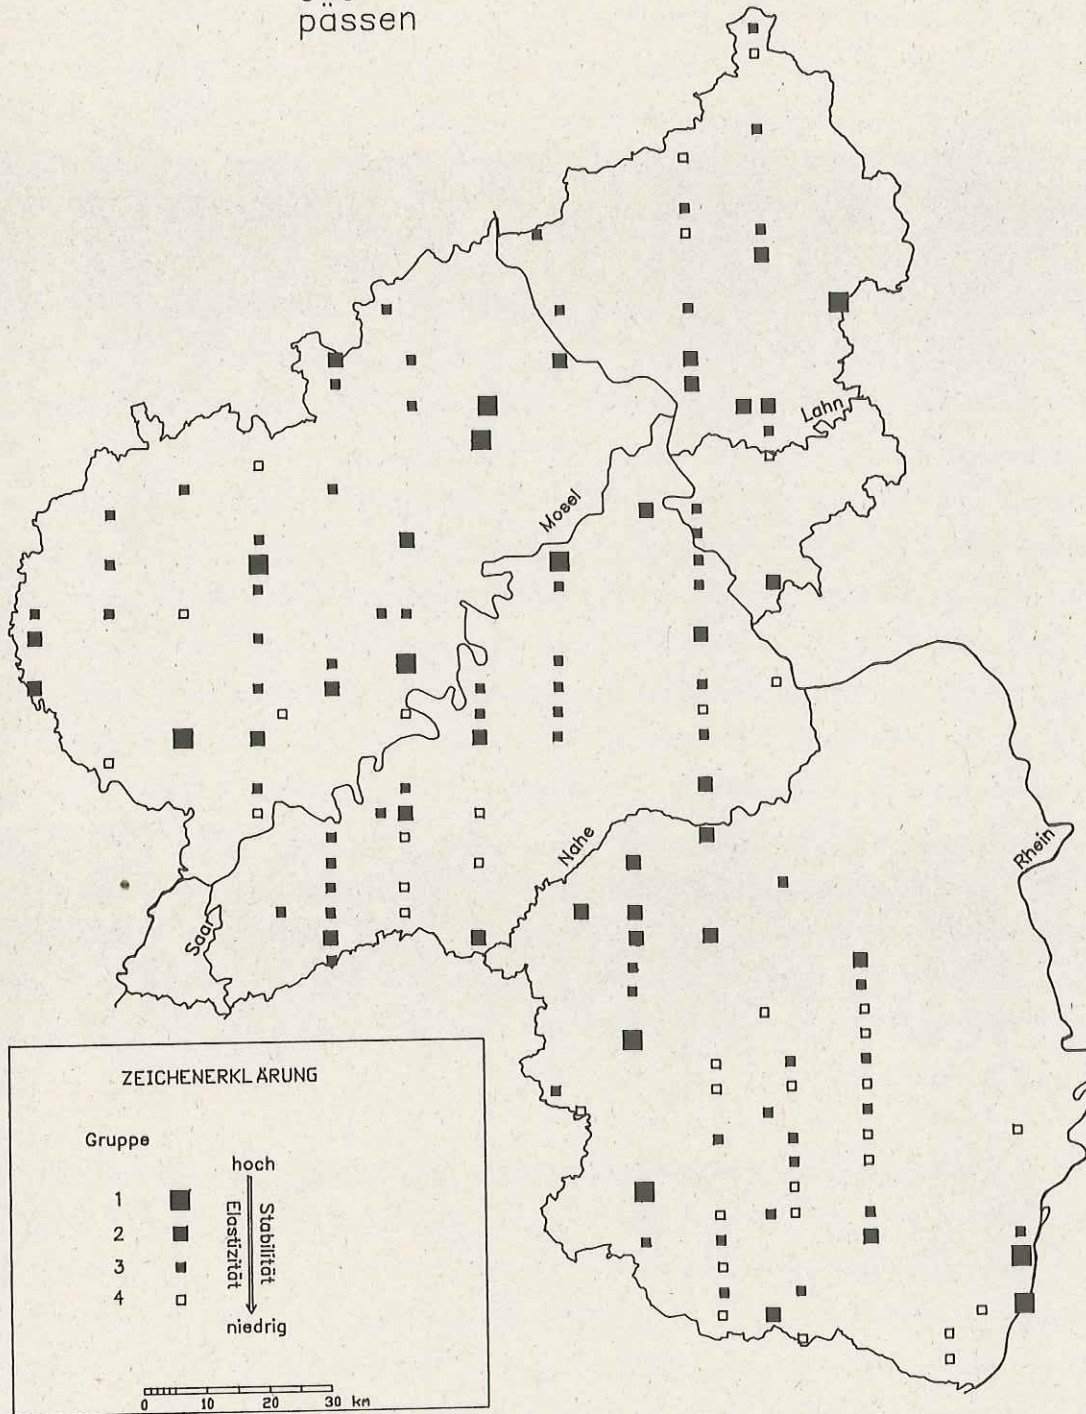 pässen
Lahn
Mosel
Nahe
Rhein
Saar
ZEICHENERKLÄRUNG
Gruppe
hoch
1
2
3
4
Elastizität
Stabilität
niedrig
0 10 20 30 km